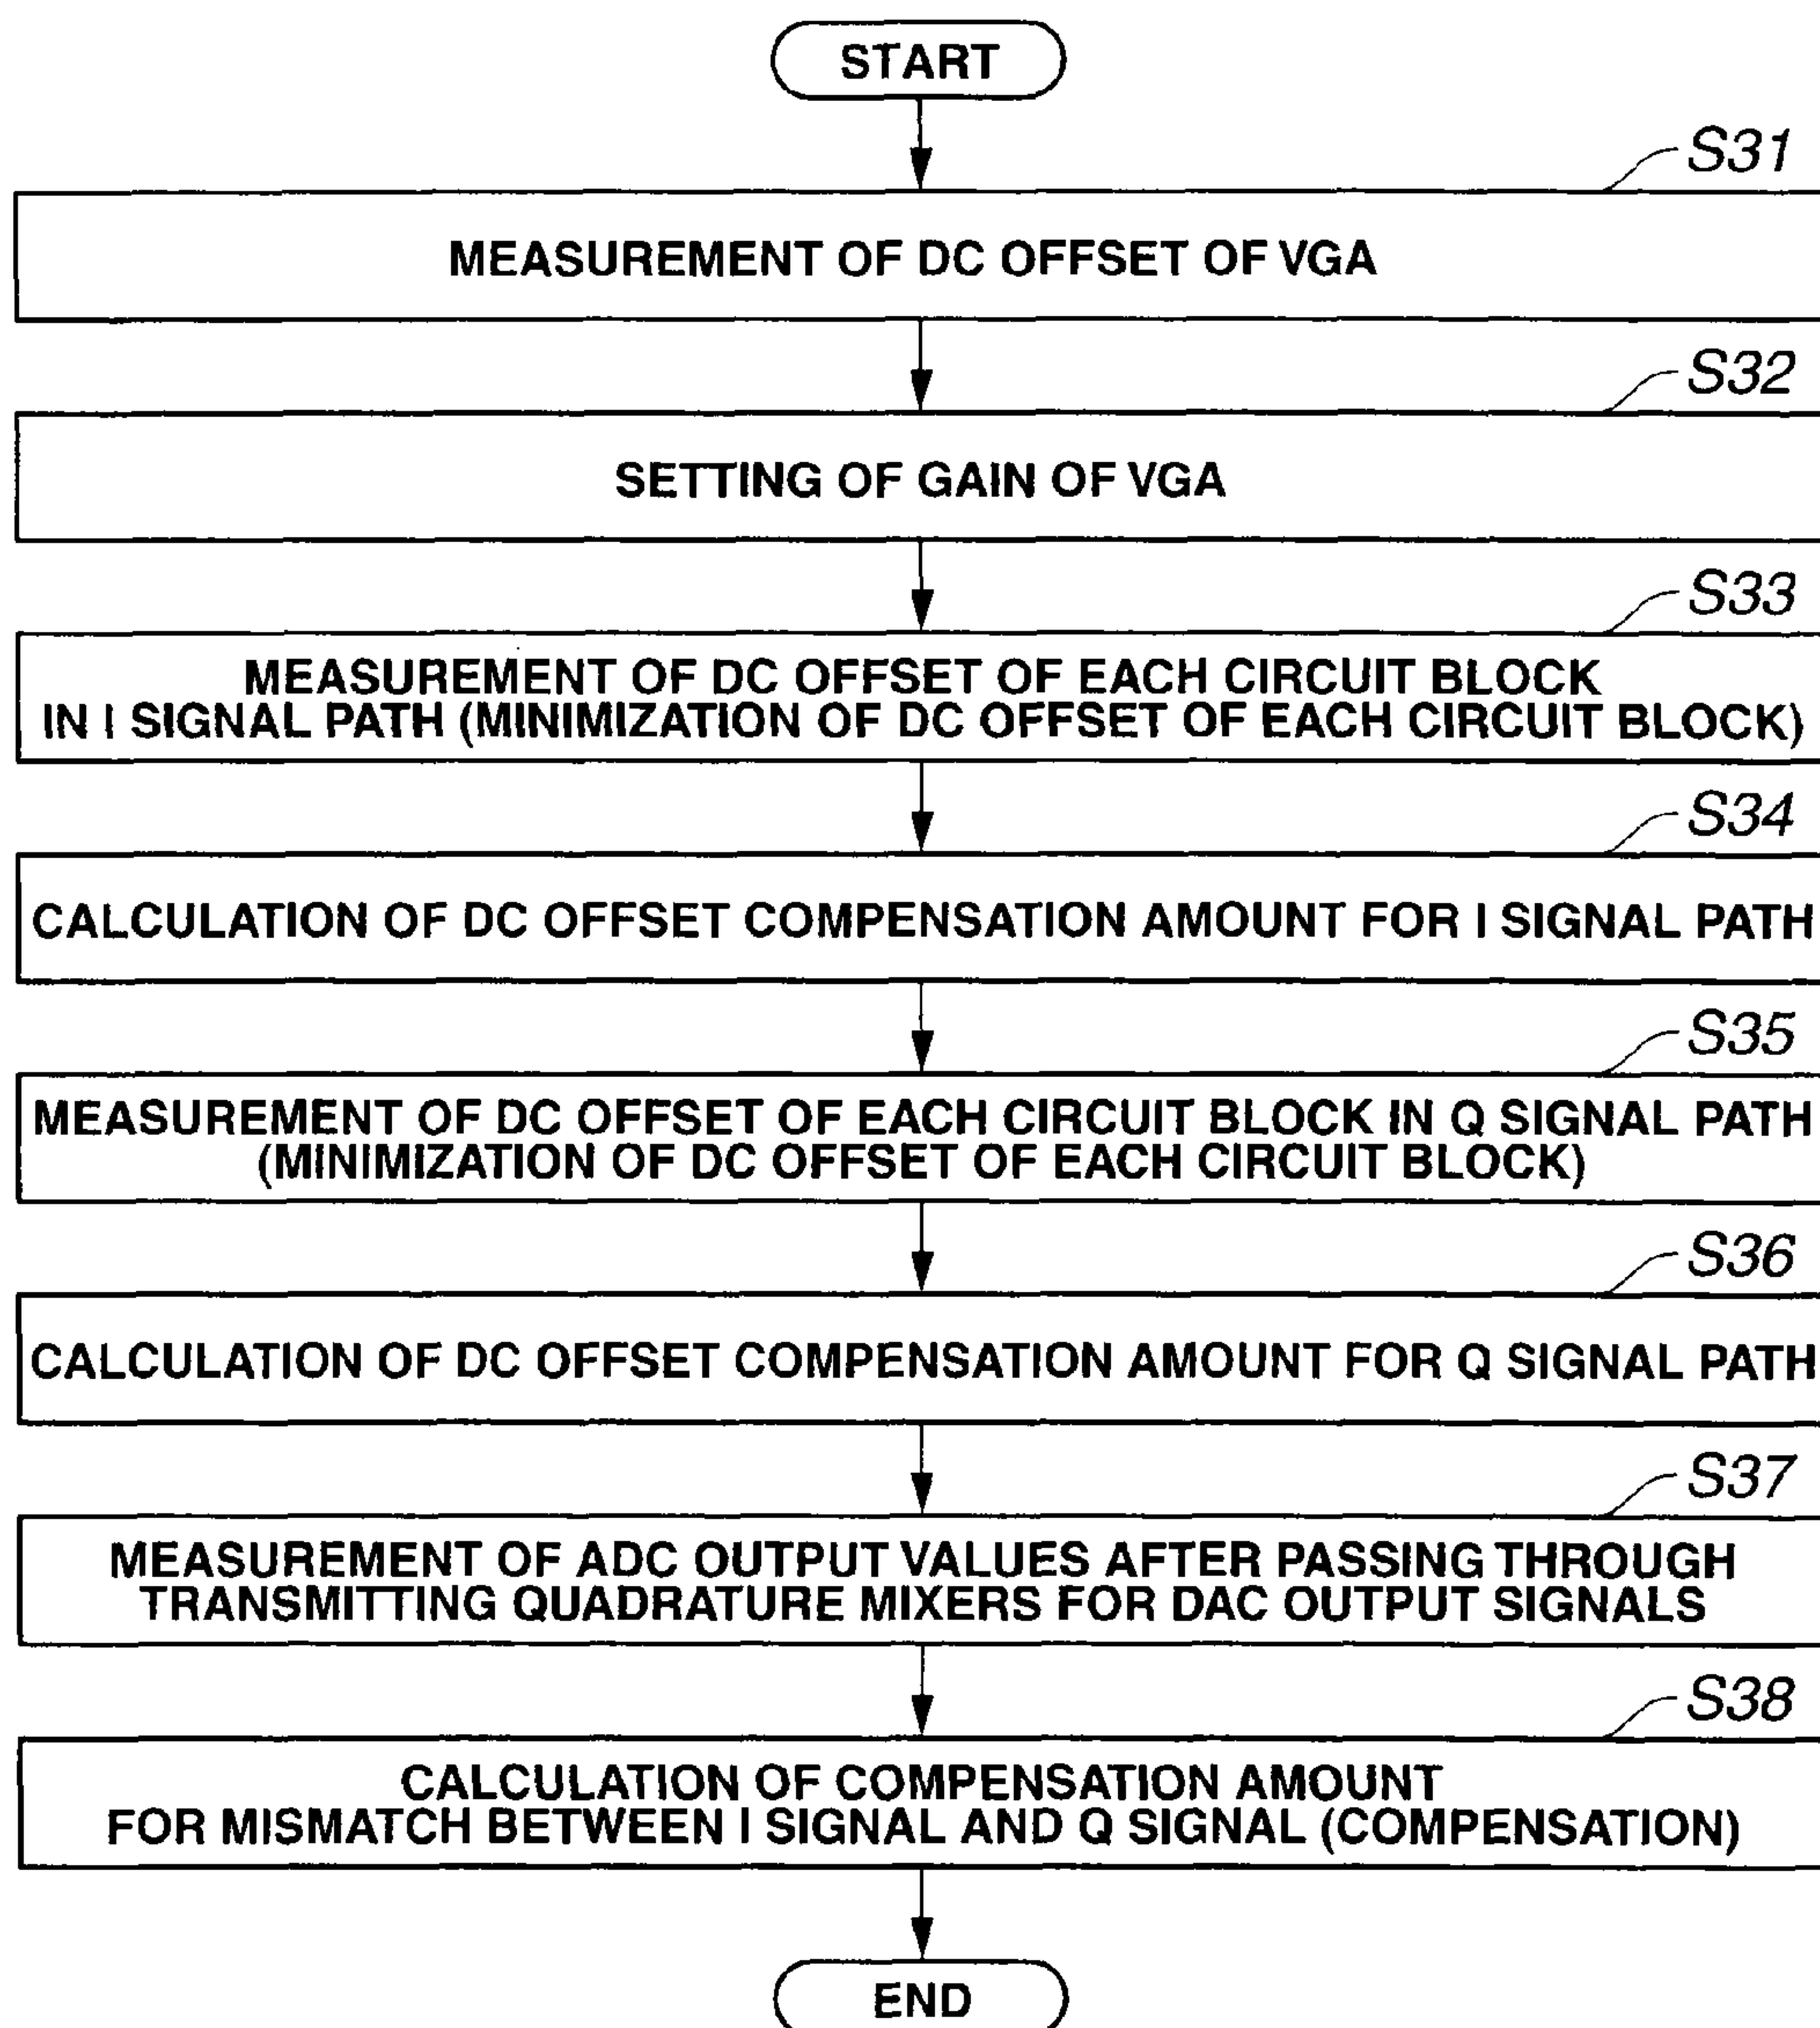 START
S31
MEASUREMENT OF DC OFFSET OF VGA
S32
SETTING OF GAIN OF VGA
S33
MEASUREMENT OF DC OFFSET OF EACH CIRCUIT BLOCK
IN I SIGNAL PATH (MINIMIZATION OF DC OFFSET OF EACH CIRCUIT BLOCK)
S34
CALCULATION OF DC OFFSET COMPENSATION AMOUNT FOR I SIGNAL PATH
S35
MEASUREMENT OF DC OFFSET OF EACH CIRCUIT BLOCK IN Q SIGNAL PATH
(MINIMIZATION OF DC OFFSET OF EACH CIRCUIT BLOCK)
S36
CALCULATION OF DC OFFSET COMPENSATION AMOUNT FOR Q SIGNAL PATH
S37
MEASUREMENT OF ADC OUTPUT VALUES AFTER PASSING THROUGH
TRANSMITTING QUADRATURE MIXERS FOR DAC OUTPUT SIGNALS
S38
CALCULATION OF COMPENSATION AMOUNT
FOR MISMATCH BETWEEN I SIGNAL AND Q SIGNAL (COMPENSATION)
END